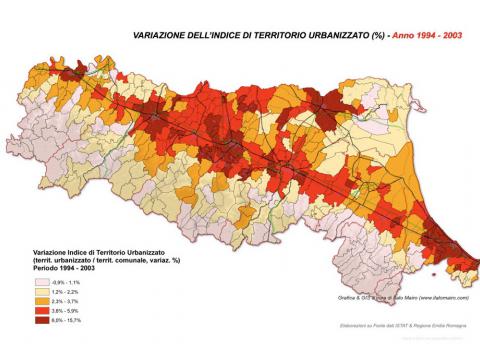 VARIAZIONE DELL'INDICE DI TERRITORIO URBANIZZATO (%) - Anno 1994 - 2003
Variazione Indice di Territorio Urbanizzato
(territ. urbanizzato / territ. comunale, variaz. %)
Periodo 1994 - 2003
-0,9% - 1,1%
1,2% - 2,2%
2,3% - 3,7%
3,8% - 5,9%
6,0% - 15,7%
Grafica & GIS a cura di Italo Mairo (www.italomairo.com)
Elaborazioni su Fonte dati ISTAT & Regione Emilia Romagna